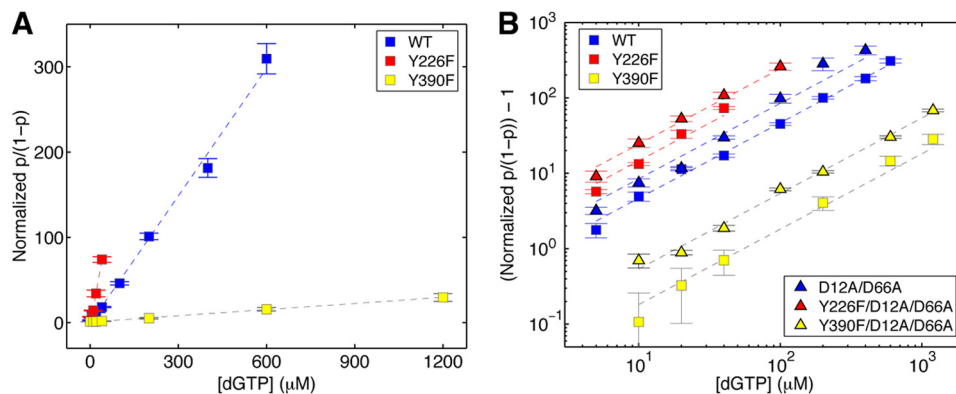 A
Normalized p/(1−p)
300
200
100
0
0
300
600
900
1200
[dGTP] (μM)
WT
Y226F
Y390F
B
(Normalized p/(1−p)) − 1
10³
10²
10¹
10⁰
10⁻¹
10¹
10²
10³
[dGTP] (μM)
WT
Y226F
Y390F
D12A/D66A
Y226F/D12A/D66A
Y390F/D12A/D66A